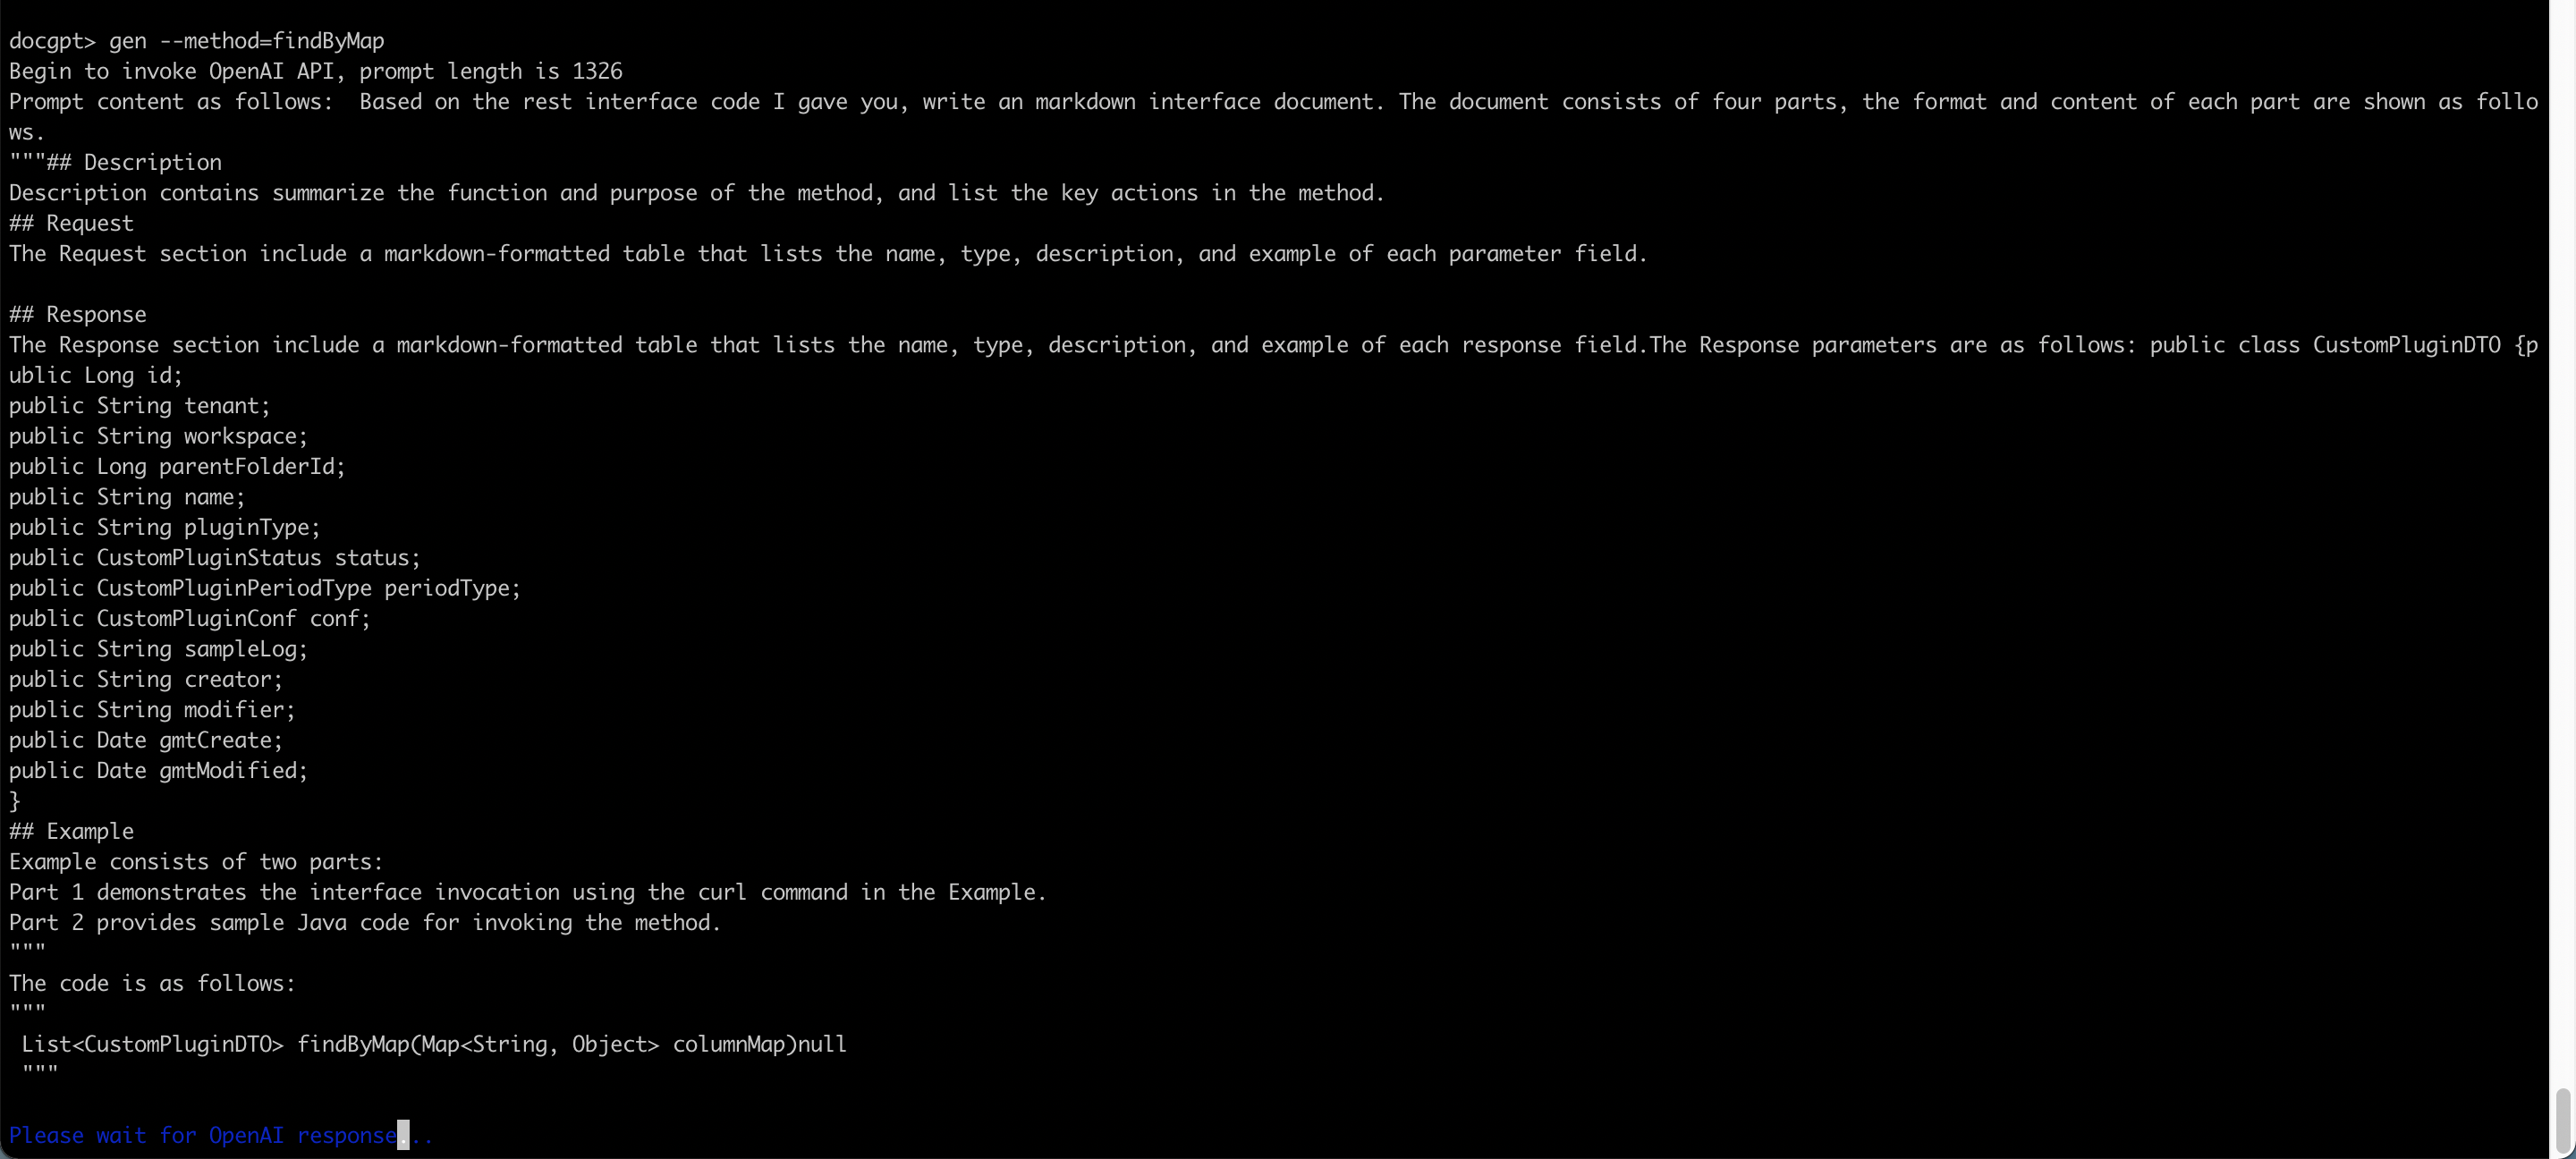 docgpt> gen --method=findByMap
Begin to invoke OpenAI API, prompt length is 1326
Prompt content as follows:  Based on the rest interface code I gave you, write an markdown interface document. The document consists of four parts, the format and content of each part are shown as follo
ws.
"""## Description
Description contains summarize the function and purpose of the method, and list the key actions in the method.
## Request
The Request section include a markdown-formatted table that lists the name, type, description, and example of each parameter field.

## Response
The Response section include a markdown-formatted table that lists the name, type, description, and example of each response field.The Response parameters are as follows: public class CustomPluginDTO {p
ublic Long id;
public String tenant;
public String workspace;
public Long parentFolderId;
public String name;
public String pluginType;
public CustomPluginStatus status;
public CustomPluginPeriodType periodType;
public CustomPluginConf conf;
public String sampleLog;
public String creator;
public String modifier;
public Date gmtCreate;
public Date gmtModified;
}
## Example
Example consists of two parts:
Part 1 demonstrates the interface invocation using the curl command in the Example.
Part 2 provides sample Java code for invoking the method.
"""
The code is as follows:
"""
 List<CustomPluginDTO> findByMap(Map<String, Object> columnMap)null
 """

Please wait for OpenAI response...